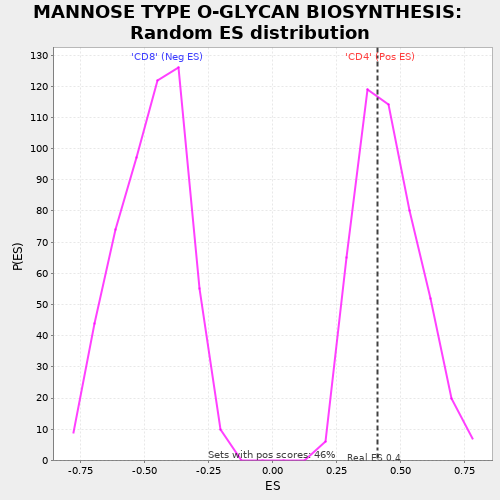 MANNOSE TYPE O-GLYCAN BIOSYNTHESIS:
Random ES distribution
'CD8' (Neg ES)
'CD4' (Pos ES)
130
120
110
100
90
80
70
60
50
40
30
20
10
0
P(ES)
Sets with pos scores: 46%
Real ES 0.4
-0.75
-0.50
-0.25
0.00
0.25
0.50
0.75
ES